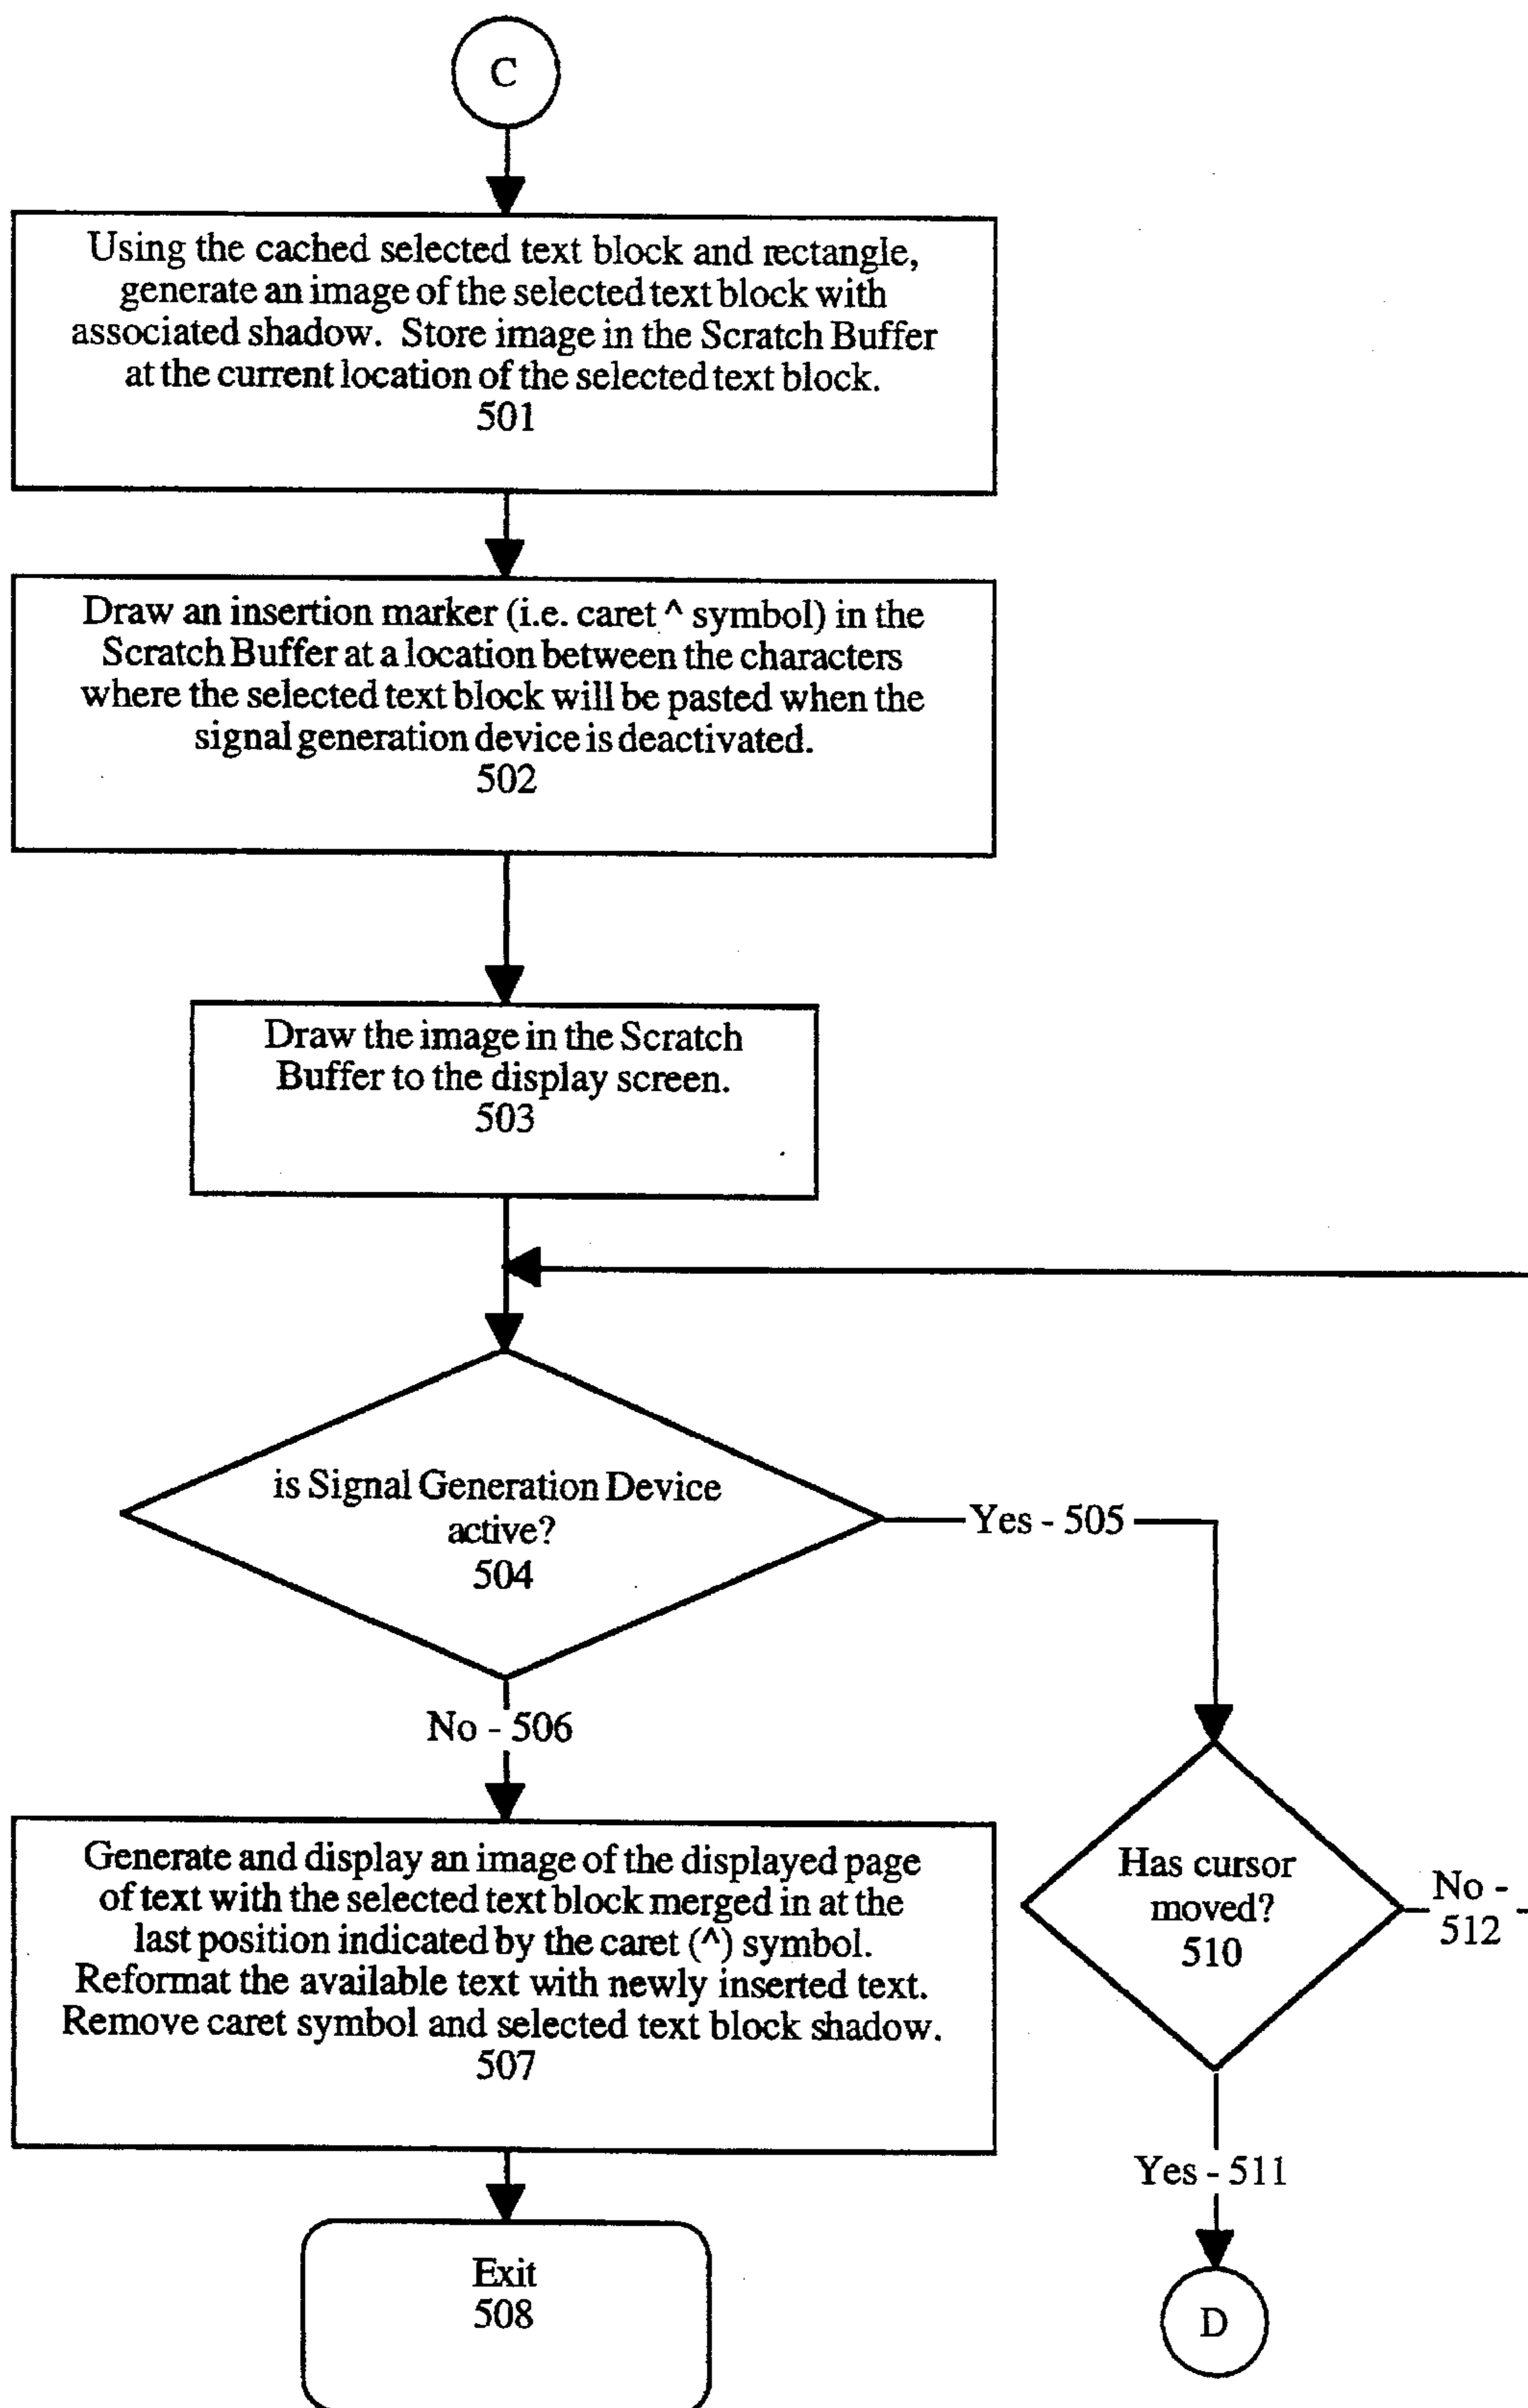 C
Using the cached selected text block and rectangle,
generate an image of the selected text block with
associated shadow. Store image in the Scratch Buffer
at the current location of the selected text block.
501
Draw an insertion marker (i.e. caret ^ symbol) in the
Scratch Buffer at a location between the characters
where the selected text block will be pasted when the
signal generation device is deactivated.
502
Draw the image in the Scratch
Buffer to the display screen.
503
is Signal Generation Device
active?
504
Yes - 505
No - 506
Generate and display an image of the displayed page
of text with the selected text block merged in at the
last position indicated by the caret (^) symbol.
Reformat the available text with newly inserted text.
Remove caret symbol and selected text block shadow.
507
Exit
508
Has cursor
moved?
510
No -
512
Yes - 511
D